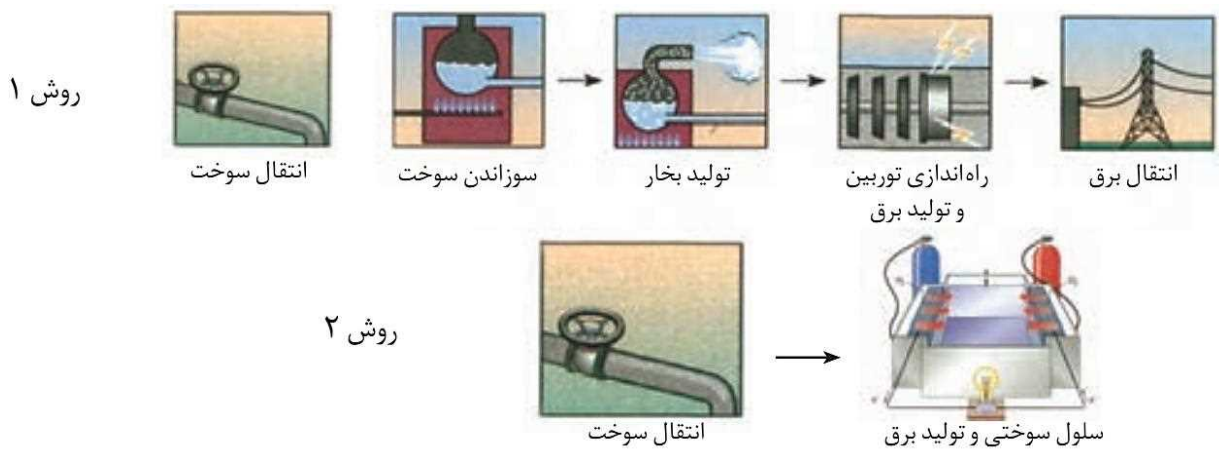 روش ۱
انتقال سوخت
سوزاندن سوخت
تولید بخار
راه‌اندازی توربین
و تولید برق
انتقال برق
روش ۲
انتقال سوخت
سلول سوختی و تولید برق